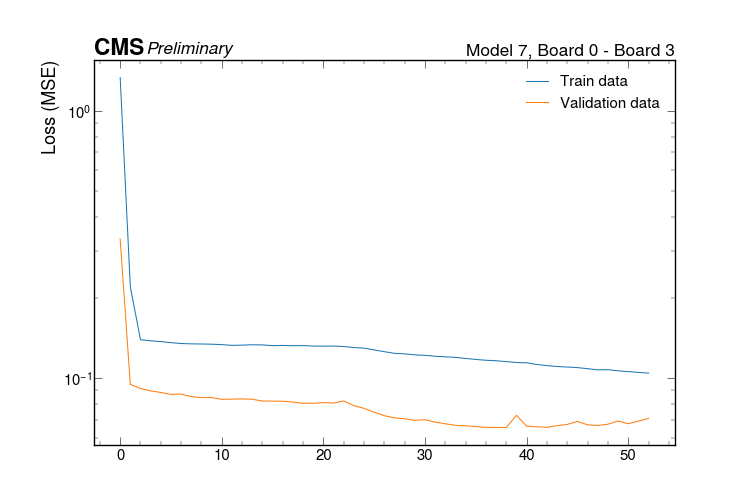 CMS Preliminary
Model 7, Board 0 - Board 3
Loss (MSE)
Train data
Validation data
10⁰
10⁻¹
0 10 20 30 40 50